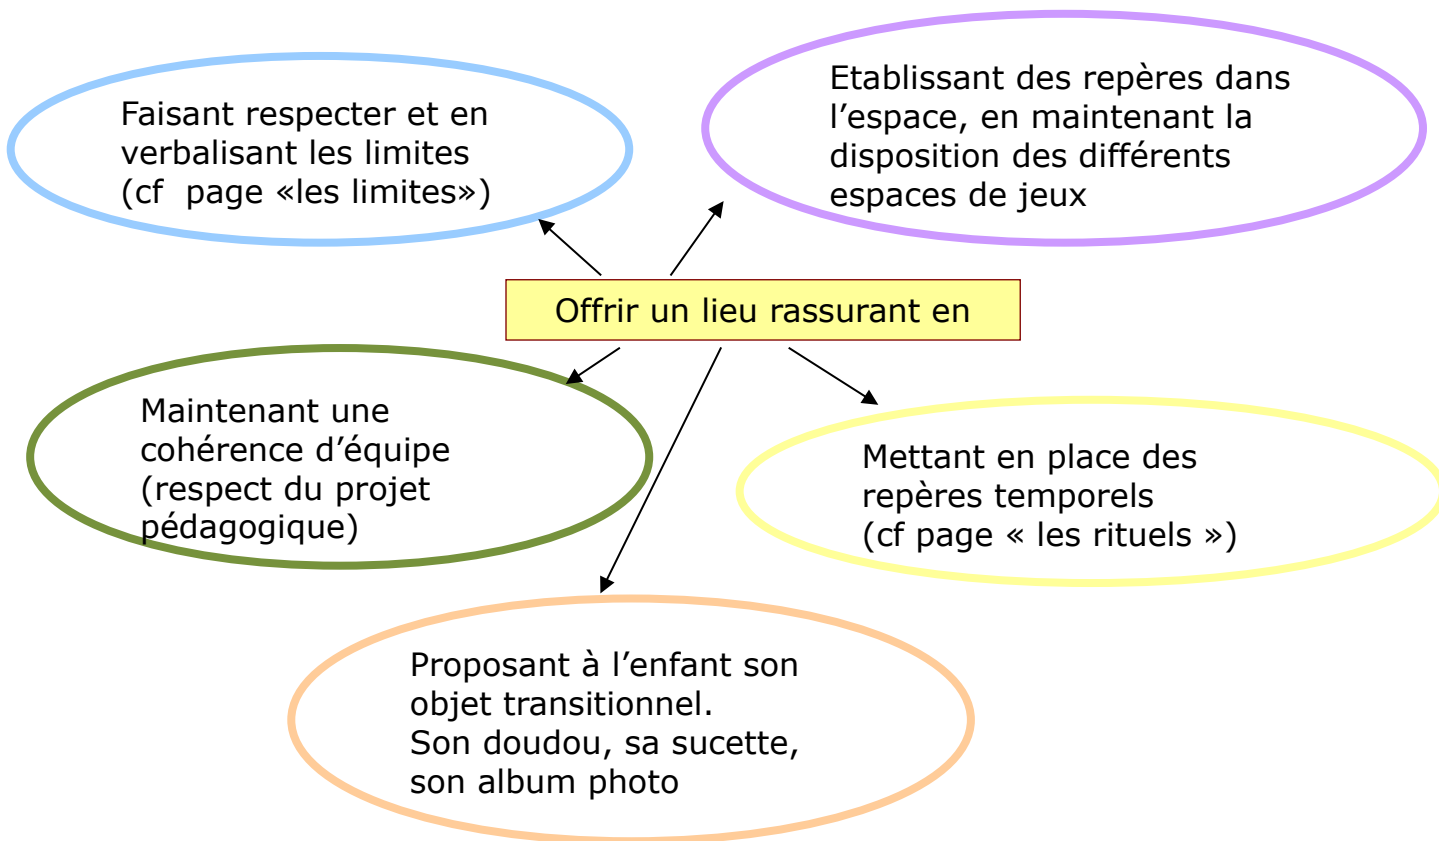 Faisant respecter et en
verbalisant les limites
(cf  page «les limites»)
Etablissant des repères dans
l’espace, en maintenant la
disposition des différents
espaces de jeux
Offrir un lieu rassurant en
Maintenant une
cohérence d’équipe
(respect du projet
pédagogique)
Mettant en place des
repères temporels
(cf page « les rituels »)
Proposant à l’enfant son
objet transitionnel.
Son doudou, sa sucette,
son album photo